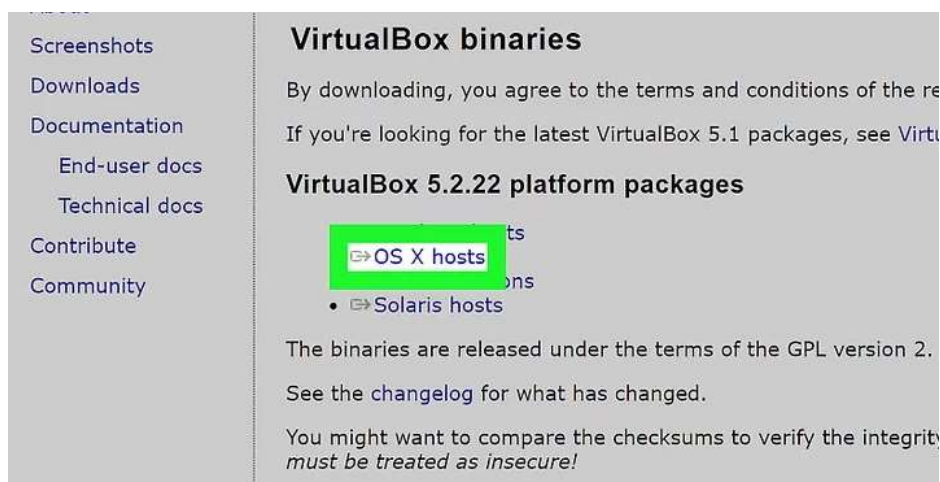 Screenshots
Downloads
Documentation
End-user docs
Technical docs
Contribute
Community
VirtualBox binaries
By downloading, you agree to the terms and conditions of the re
If you're looking for the latest VirtualBox 5.1 packages, see Virtu
VirtualBox 5.2.22 platform packages
ts
OS X hosts
ons
• Solaris hosts
The binaries are released under the terms of the GPL version 2.
See the changelog for what has changed.
You might want to compare the checksums to verify the integrity
must be treated as insecure!